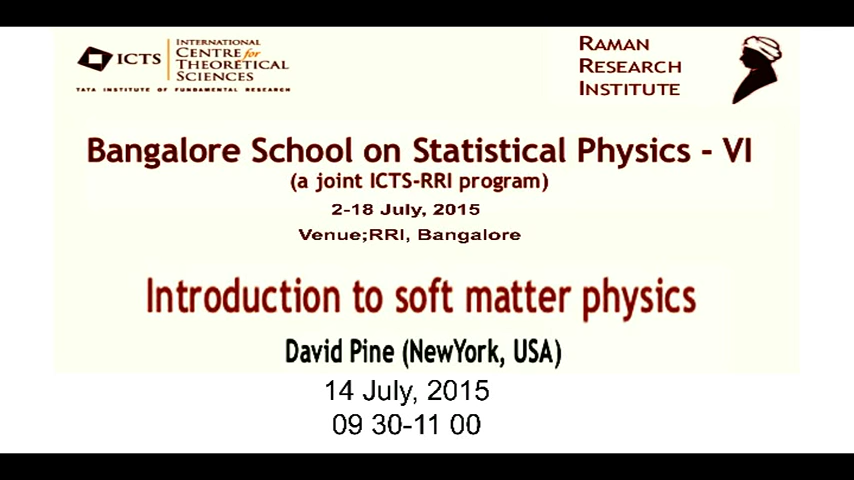 ICTS
INTERNATIONAL
CENTRE for
THEORETICAL
SCIENCES
TATA INSTITUTE OF FUNDAMENTAL RESEARCH
RAMAN
RESEARCH
INSTITUTE
Bangalore School on Statistical Physics - VI
(a joint ICTS-RRI program)
2-18 July, 2015
Venue;RRI, Bangalore
Introduction to soft matter physics
David Pine (NewYork, USA)
14 July, 2015
09 30-11 00